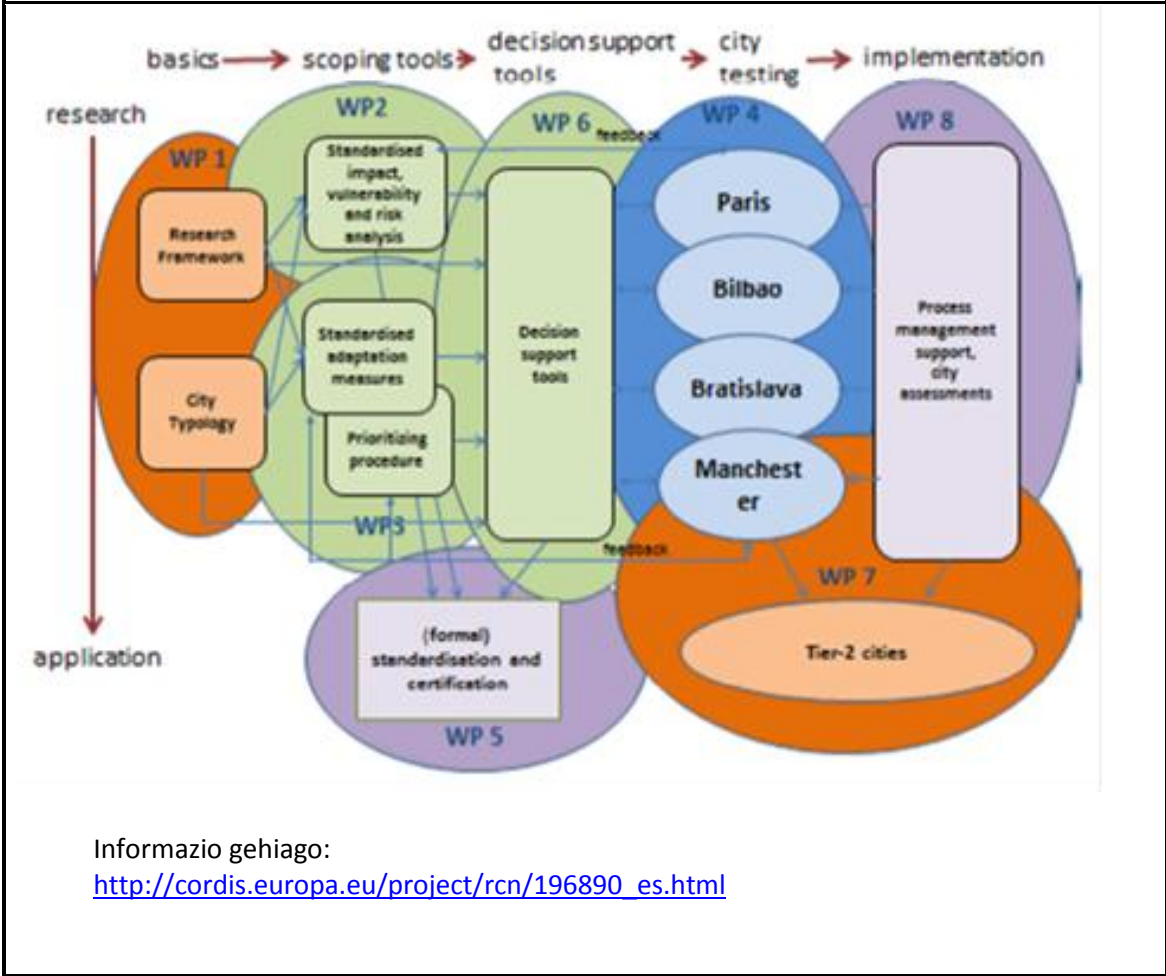 basics
scoping tools
decision support
tools
city
testing
implementation
research
application
WP 1
Research
Framework
City
Typology
WP2
Standardised
impact,
vulnerability
and risk
analysis
Standardised
adaptation
measures
Prioritizing
procedure
WP3
WP 6
feedback
Decision
support
tools
feedback
WP 4
Paris
Bilbao
Bratislava
Manchest
er
WP 8
Process
management
support,
city
assessments
WP 7
Tier-2 cities
(formal)
standardisation and
certification
WP 5
Informazio gehiago:
http://cordis.europa.eu/project/rcn/196890_es.html